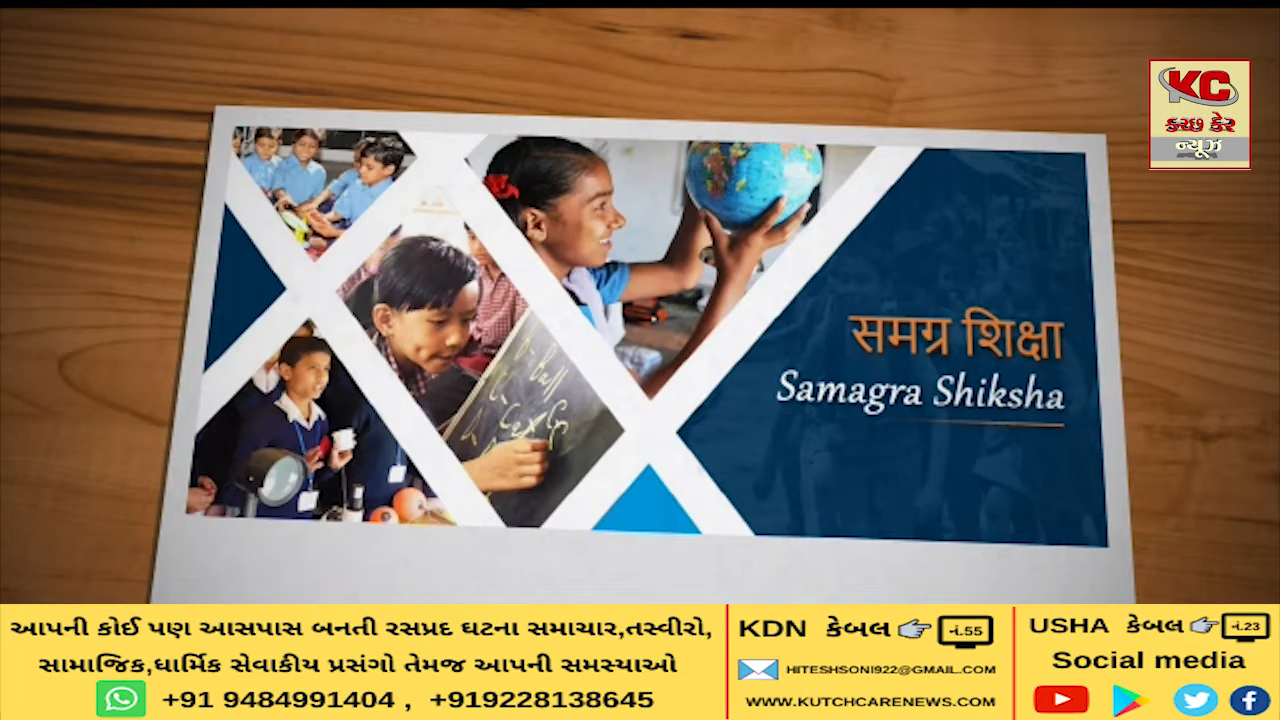 KC
કચ્છ કેર
ન્યૂઝ
समग्र शिक्षा
Samagra Shiksha
આપની કોઈ પણ આસપાસ બનતી રસપ્રદ ઘટના સમાચાર,તસ્વીરો,
સામાજિક,ધાર્મિક સેવાકીય પ્રસંગો તેમજ આપની સમસ્યાઓ
+91 9484991404 , +919228138645
KDN કેબલ નં.55
HITESHSONI922@GMAIL.COM
WWW.KUTCHCARENEWS.COM
USHA કેબલ નં.23
Social media